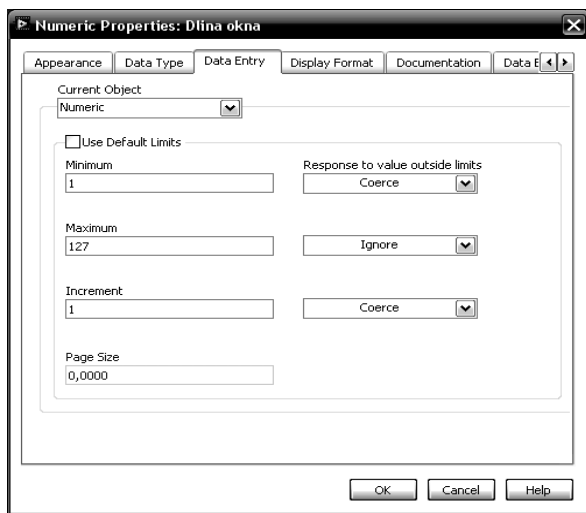 Numeric Properties: Dlina okna
Appearance Data Type Data Entry Display Format Documentation Data E
Current Object
Numeric
Use Default Limits
Minimum Response to value outside limits
1 Coerce
Maximum
127 Ignore
Increment
1 Coerce
Page Size
0,0000
OK Cancel Help